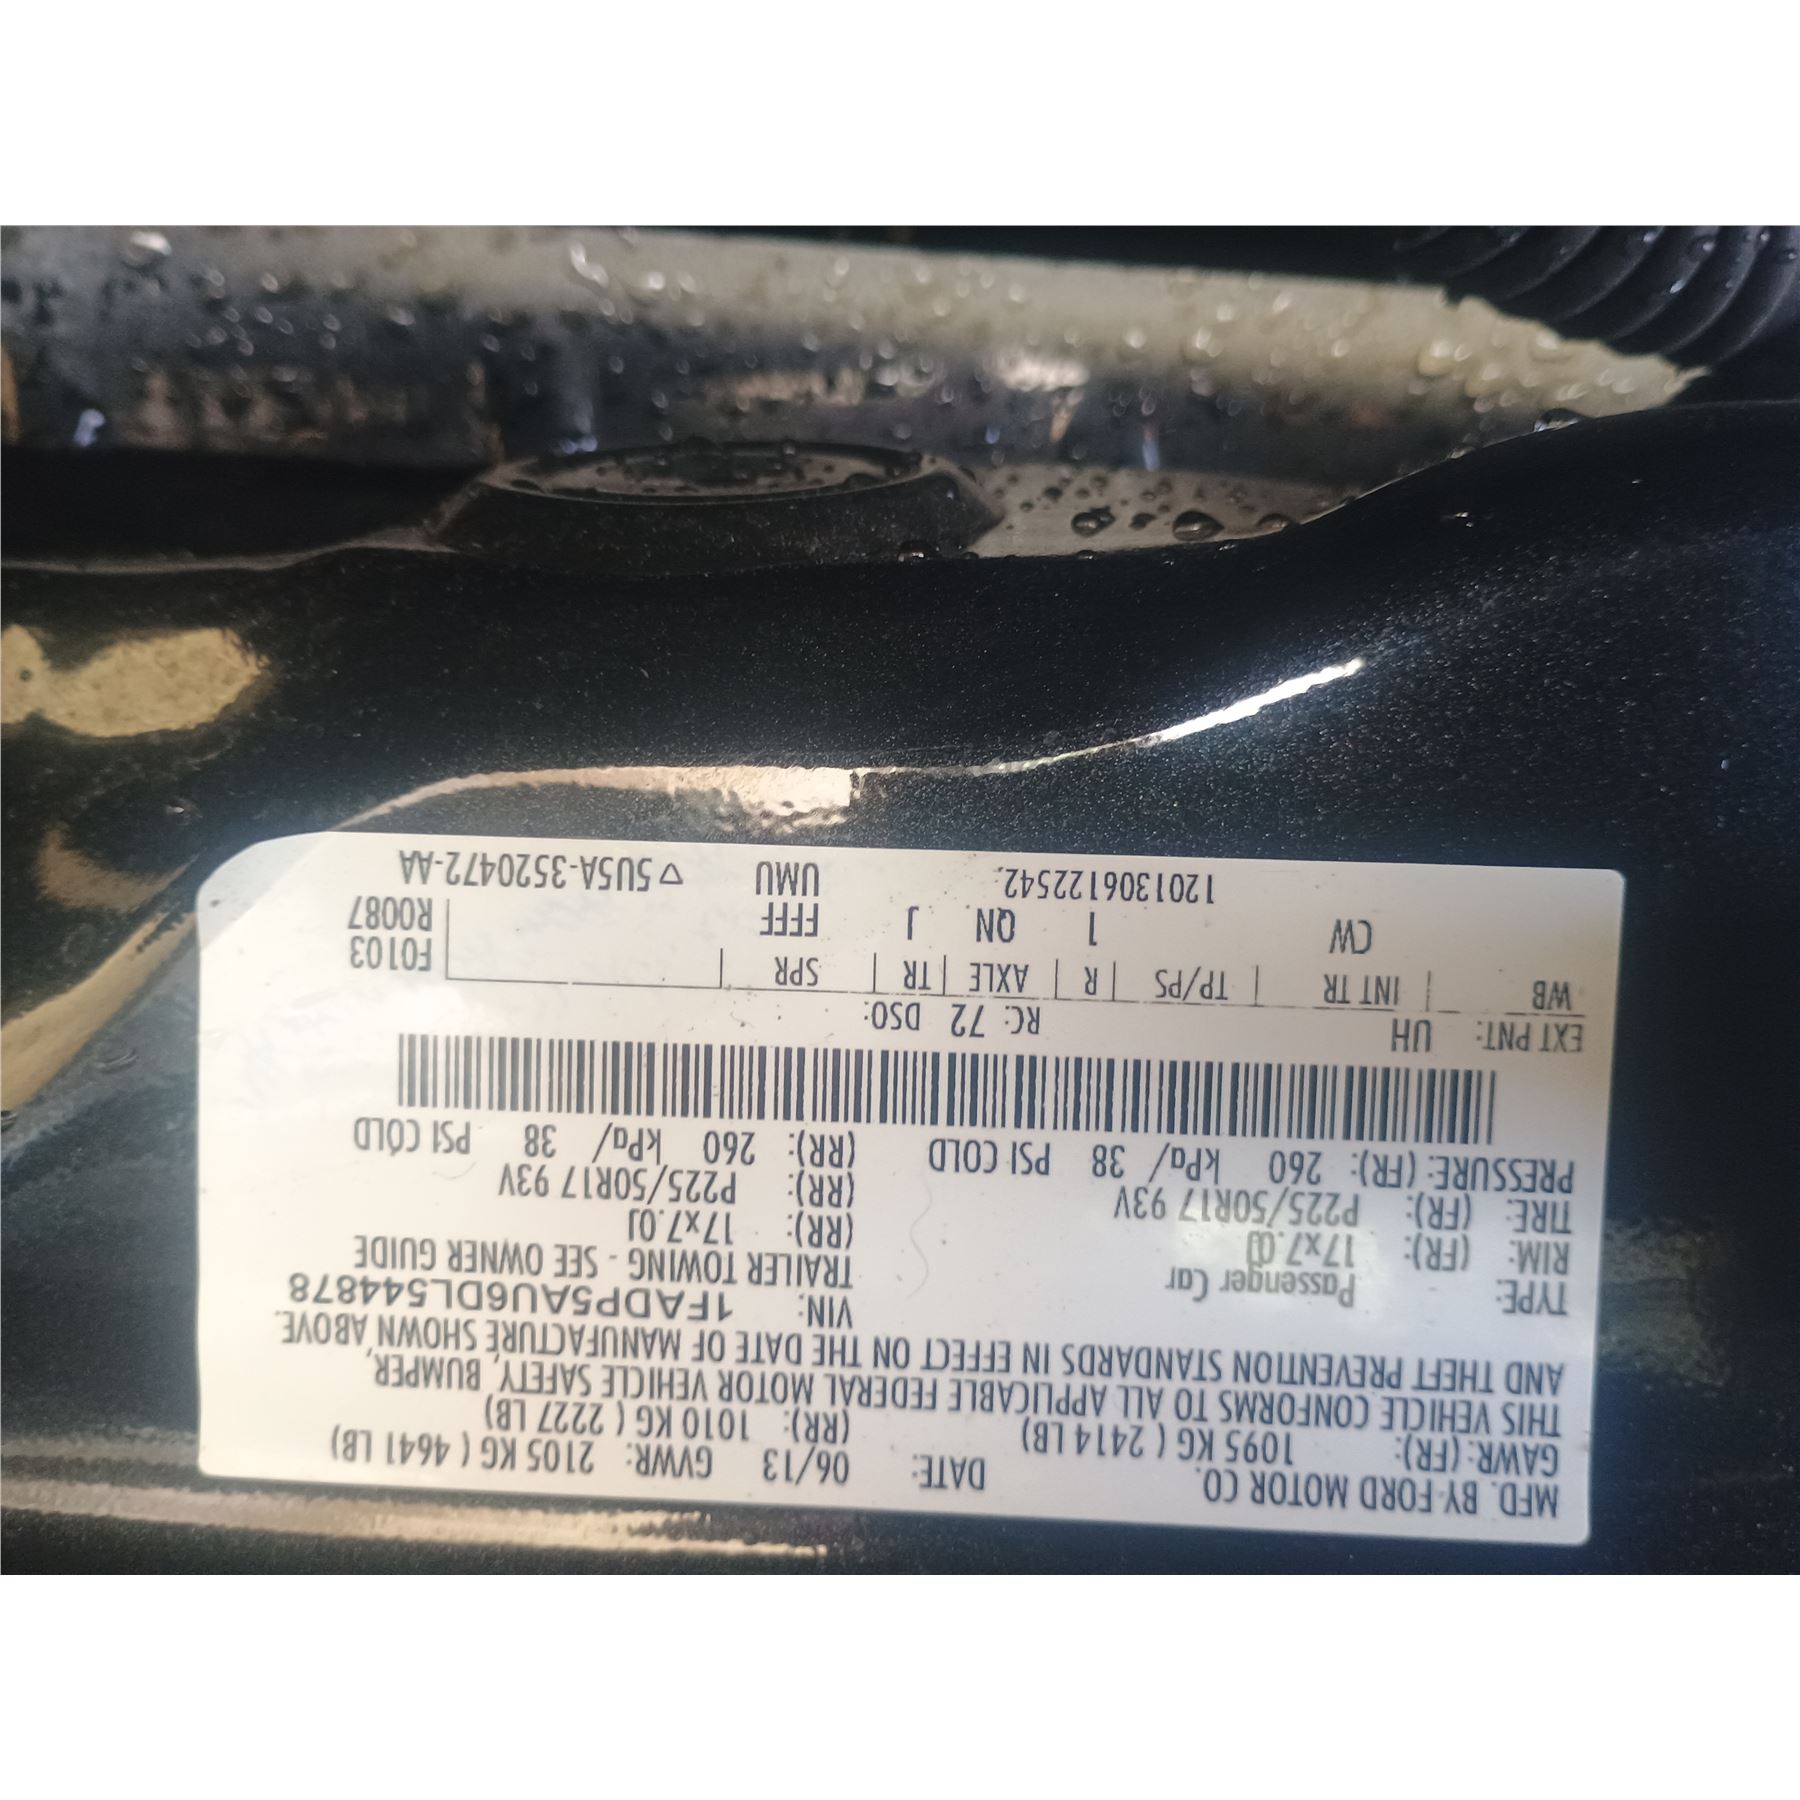 MFD. BY FORD MOTOR CO. DATE: 06/13 GVWR: 2105 KG ( 4641 LB)
GAWR: (FR): 1095 KG ( 2414 LB) (RR): 1010 KG ( 2227 LB)
THIS VEHICLE CONFORMS TO ALL APPLICABLE FEDERAL MOTOR VEHICLE SAFETY, BUMPER,
AND THEFT PREVENTION STANDARDS IN EFFECT ON THE DATE OF MANUFACTURE SHOWN ABOVE.
VIN: 1FADP5AU6DL544878
TYPE: Passenger Car TRAILER TOWING - SEE OWNER GUIDE
RIM: (FR): 17x7.0J (RR): 17x7.0J
TIRE: (FR): P225/50R17 93V (RR): P225/50R17 93V
PRESSURE: (FR): 260 kPa/ 38 PSI COLD (RR): 260 kPa/ 38 PSI COLD
EXT PNT: UH RC: 72 DSO:
WB | INT TR | TP/PS | R | AXLE | TR | SPR | F0103
CW 1 QN J FFFF R0087
1201306122542 UMU ▽ 5U5A-3520472-AA